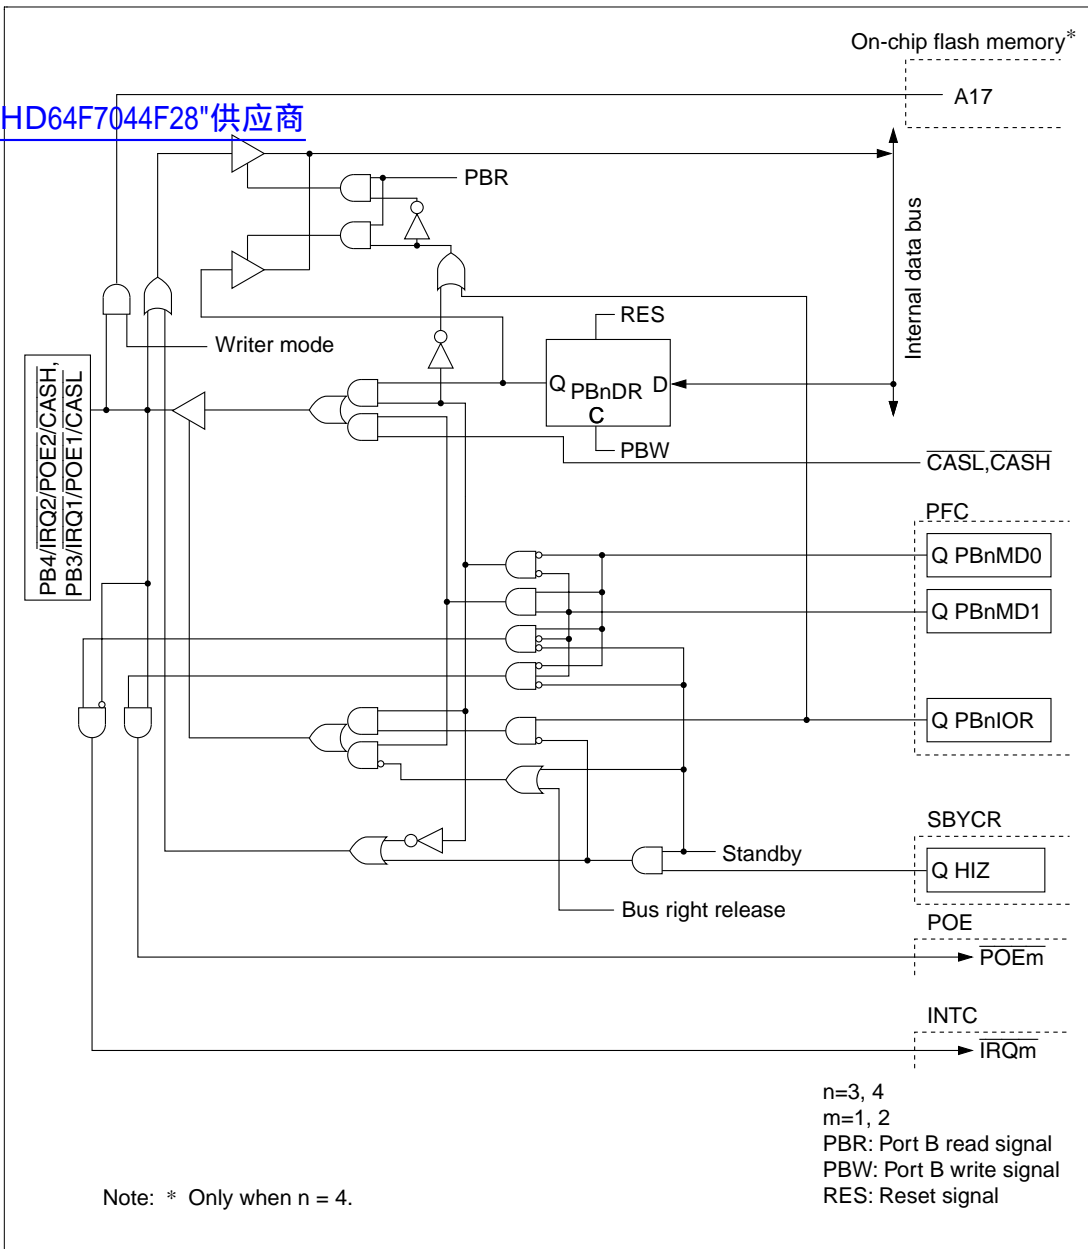 On-chip flash memory*
A17
HD64F7044F28"供应商
PBR
Internal data bus
RES
Writer mode
Q PBnDR D
C
PBW
PB4/IRQ2/POE2/CASH,
PB3/IRQ1/POE1/CASL
CASL,CASH
PFC
Q PBnMD0
Q PBnMD1
Q PBnIOR
SBYCR
Standby
Q HIZ
Bus right release
POE
POEm
INTC
IRQm
n=3, 4
m=1, 2
PBR: Port B read signal
PBW: Port B write signal
RES: Reset signal
Note: * Only when n = 4.